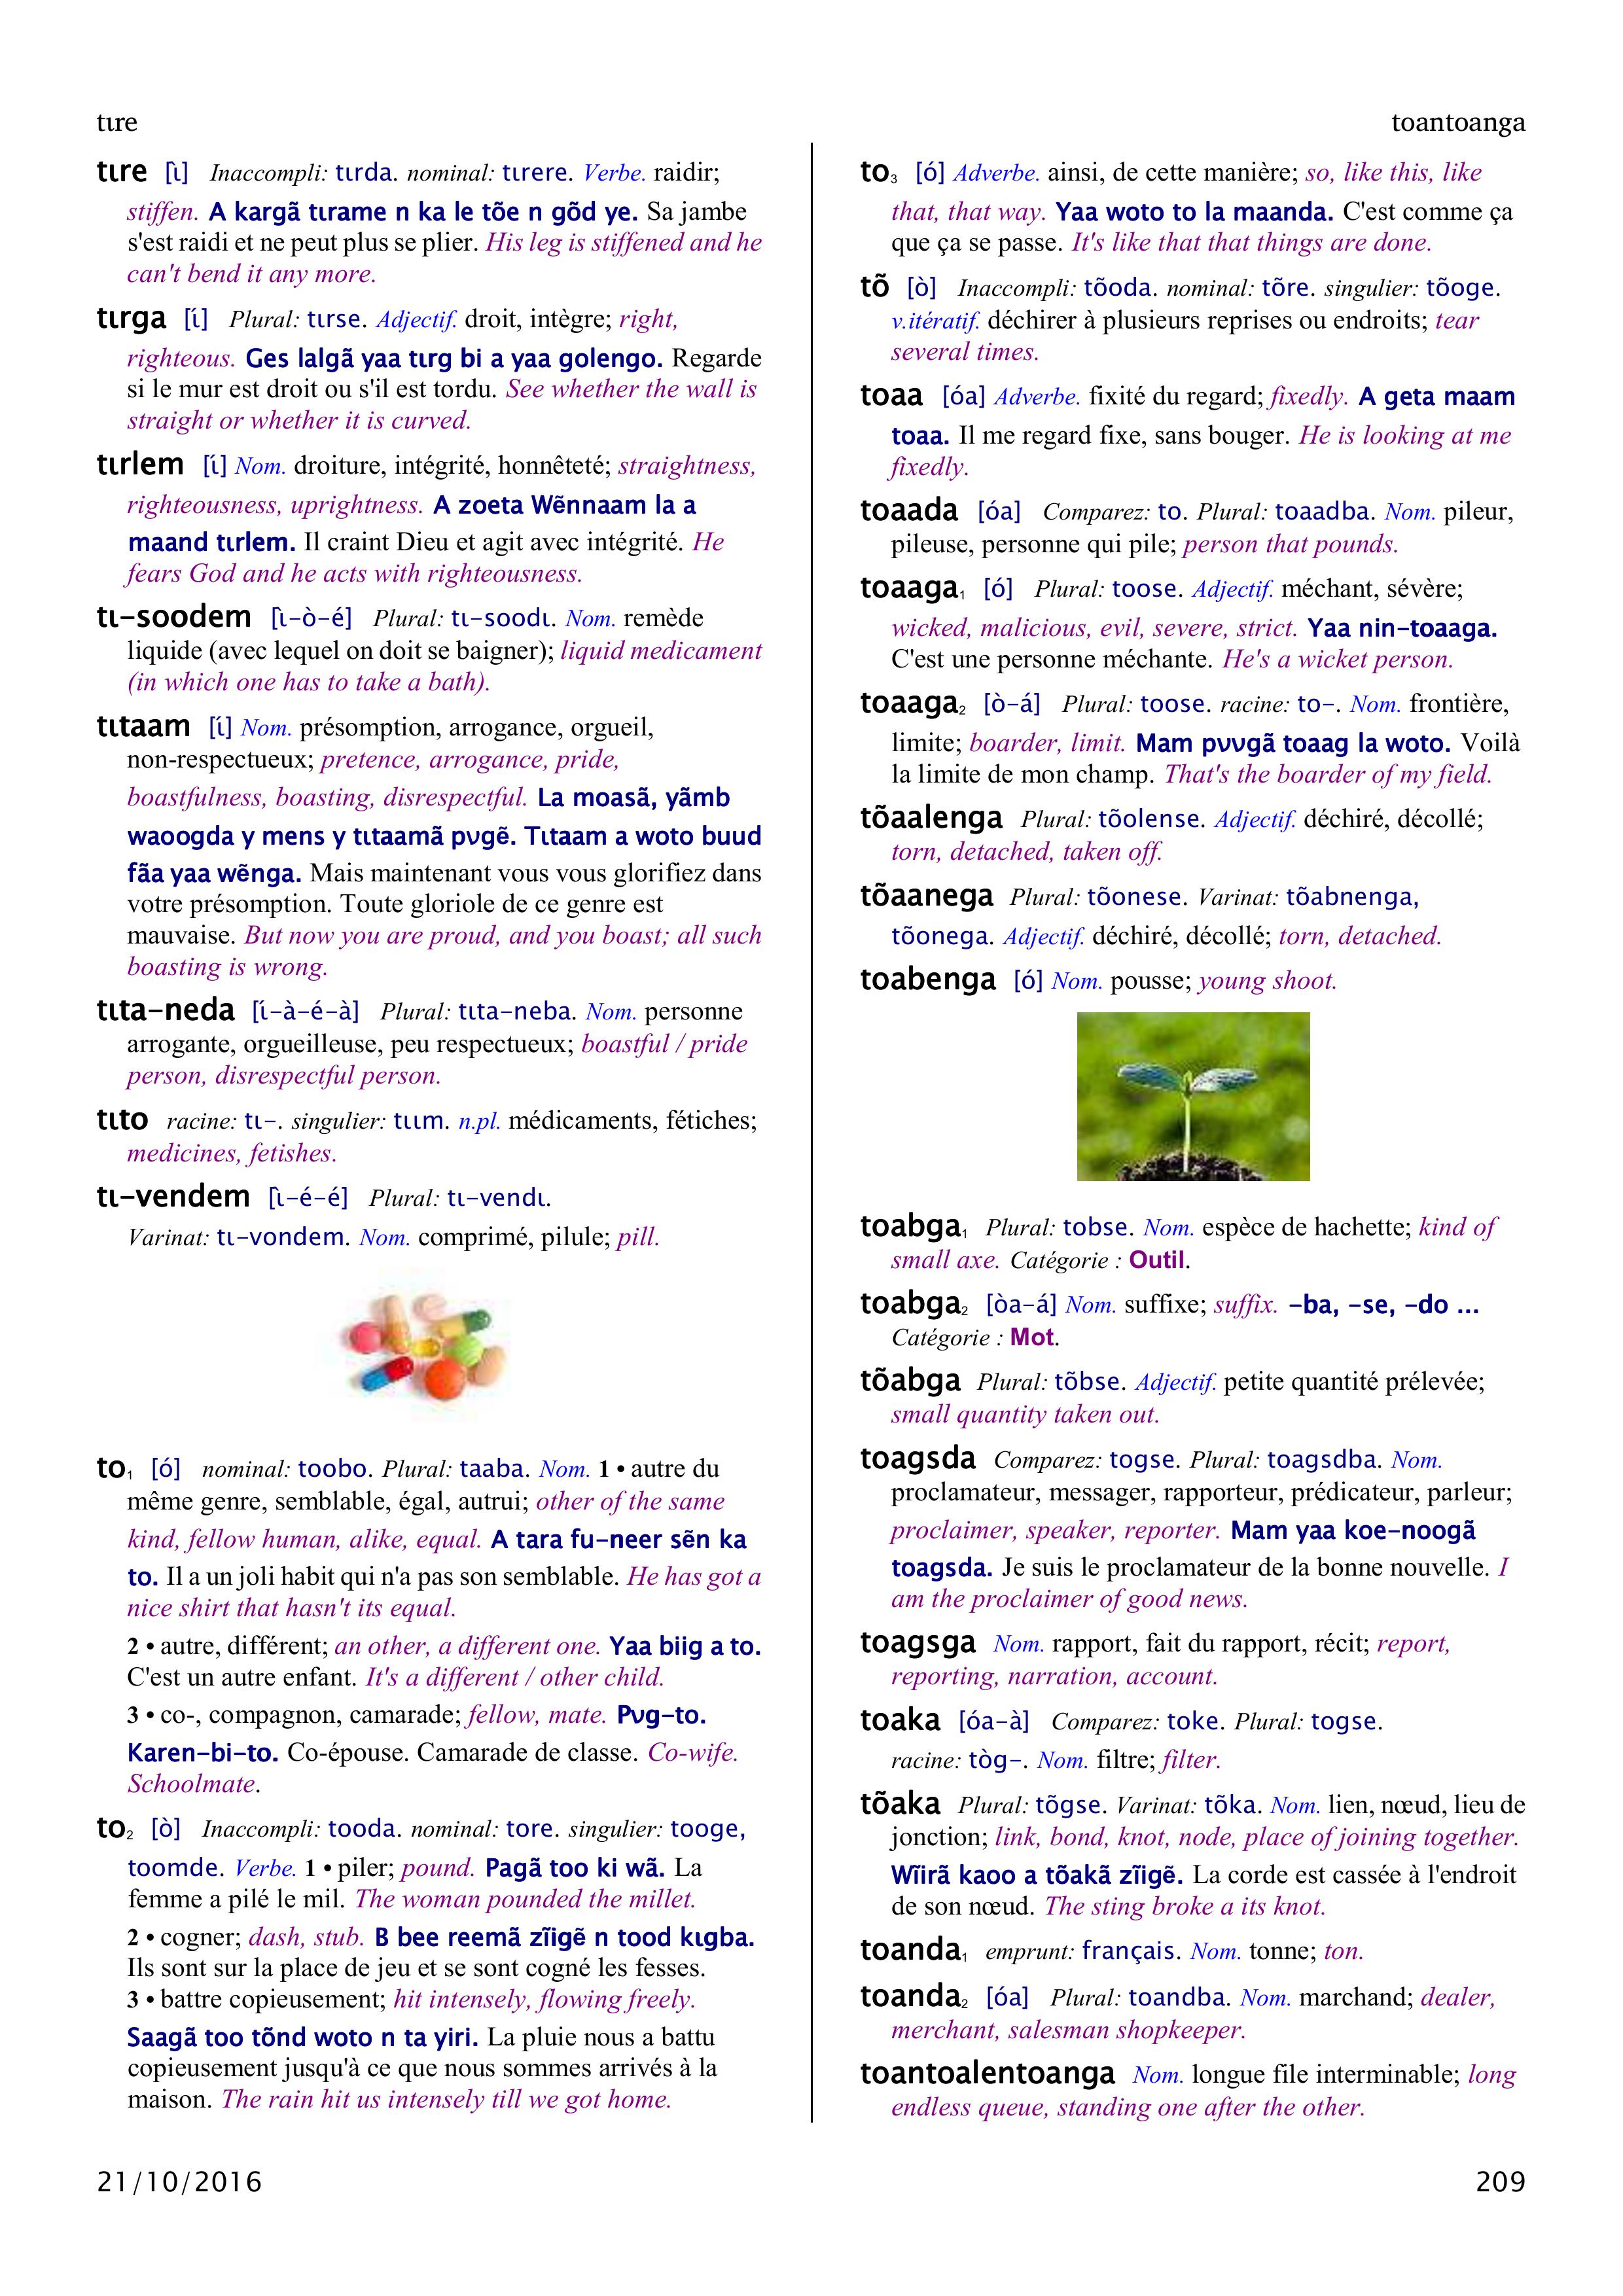 tɩre
toantoanga
tɩre [ɩ̀] Inaccompli: tɩrda. nominal: tɩrere. Verbe. raidir;
stiffen. A kargã tɩrame n ka le tõe n gõd ye. Sa jambe
s'est raidi et ne peut plus se plier. His leg is stiffened and he
can't bend it any more.
tɩrga [ɩ́] Plural: tɩrse. Adjectif. droit, intègre; right,
righteous. Ges lalgã yaa tɩrg bi a yaa golengo. Regarde
si le mur est droit ou s'il est tordu. See whether the wall is
straight or whether it is curved.
tɩrlem [ɩ́] Nom. droiture, intégrité, honnêteté; straightness,
righteousness, uprightness. A zoeta Wẽnnaam la a
maand tɩrlem. Il craint Dieu et agit avec intégrité. He
fears God and he acts with righteousness.
tɩ-soodem [ɩ̀-ò-é] Plural: tɩ-soodɩ. Nom. remède
liquide (avec lequel on doit se baigner); liquid medicament
(in which one has to take a bath).
tɩtaam [ɩ́] Nom. présomption, arrogance, orgueil,
non-respectueux; pretence, arrogance, pride,
boastfulness, boasting, disrespectful. La moasã, yãmb
waoogda y mens y tɩtaamã pʋgẽ. Tɩtaam a woto buud
fãa yaa wẽnga. Mais maintenant vous vous glorifiez dans
votre présomption. Toute gloriole de ce genre est
mauvaise. But now you are proud, and you boast; all such
boasting is wrong.
tɩta-neda [ɩ́-à-é-à] Plural: tɩta-neba. Nom. personne
arrogante, orgueilleuse, peu respectueux; boastful / pride
person, disrespectful person.
tɩto racine: tɩ-. singulier: tɩɩm. n.pl. médicaments, fétiches;
medicines, fetishes.
tɩ-vendem [ɩ̀-é-é] Plural: tɩ-vendɩ.
Varinat: tɩ-vondem. Nom. comprimé, pilule; pill.
to₁ [ó] nominal: toobo. Plural: taaba. Nom. 1 • autre du
même genre, semblable, égal, autrui; other of the same
kind, fellow human, alike, equal. A tara fu-neer sẽn ka
to. Il a un joli habit qui n'a pas son semblable. He has got a
nice shirt that hasn't its equal.
2 • autre, différent; an other, a different one. Yaa biig a to.
C'est un autre enfant. It's a different / other child.
3 • co-, compagnon, camarade; fellow, mate. Pʋg-to.
Karen-bi-to. Co-épouse. Camarade de classe. Co-wife.
Schoolmate.
to₂ [ò] Inaccompli: tooda. nominal: tore. singulier: tooge,
toomde. Verbe. 1 • piler; pound. Pagã too ki wã. La
femme a pilé le mil. The woman pounded the millet.
2 • cogner; dash, stub. B bee reemã zĩigẽ n tood kɩgba.
Ils sont sur la place de jeu et se sont cogné les fesses.
3 • battre copieusement; hit intensely, flowing freely.
Saagã too tõnd woto n ta yiri. La pluie nous a battu
copieusement jusqu'à ce que nous sommes arrivés à la
maison. The rain hit us intensely till we got home.
to₃ [ó] Adverbe. ainsi, de cette manière; so, like this, like
that, that way. Yaa woto to la maanda. C'est comme ça
que ça se passe. It's like that that things are done.
tõ [ò] Inaccompli: tõoda. nominal: tõre. singulier: tõoge.
v.itératif. déchirer à plusieurs reprises ou endroits; tear
several times.
toaa [óa] Adverbe. fixité du regard; fixedly. A geta maam
toaa. Il me regard fixe, sans bouger. He is looking at me
fixedly.
toaada [óa] Comparez: to. Plural: toaadba. Nom. pileur,
pileuse, personne qui pile; person that pounds.
toaaga₁ [ó] Plural: toose. Adjectif. méchant, sévère;
wicked, malicious, evil, severe, strict. Yaa nin-toaaga.
C'est une personne méchante. He's a wicket person.
toaaga₂ [ò-á] Plural: toose. racine: to-. Nom. frontière,
limite; boarder, limit. Mam pʋʋgã toaag la woto. Voilà
la limite de mon champ. That's the boarder of my field.
tõaalenga Plural: tõolense. Adjectif. déchiré, décollé;
torn, detached, taken off.
tõaanega Plural: tõonese. Varinat: tõabnenga,
tõonega. Adjectif. déchiré, décollé; torn, detached.
toabenga [ó] Nom. pousse; young shoot.
toabga₁ Plural: tobse. Nom. espèce de hachette; kind of
small axe. Catégorie : Outil.
toabga₂ [òa-á] Nom. suffixe; suffix. -ba, -se, -do ...
Catégorie : Mot.
tõabga Plural: tõbse. Adjectif. petite quantité prélevée;
small quantity taken out.
toagsda Comparez: togse. Plural: toagsdba. Nom.
proclamateur, messager, rapporteur, prédicateur, parleur;
proclaimer, speaker, reporter. Mam yaa koe-noogã
toagsda. Je suis le proclamateur de la bonne nouvelle. I
am the proclaimer of good news.
toagsga Nom. rapport, fait du rapport, récit; report,
reporting, narration, account.
toaka [óa-à] Comparez: toke. Plural: togse.
racine: tòg-. Nom. filtre; filter.
tõaka Plural: tõgse. Varinat: tõka. Nom. lien, nœud, lieu de
jonction; link, bond, knot, node, place of joining together.
Wĩirã kaoo a tõakã zĩigẽ. La corde est cassée à l'endroit
de son nœud. The sting broke a its knot.
toanda₁ emprunt: français. Nom. tonne; ton.
toanda₂ [óa] Plural: toandba. Nom. marchand; dealer,
merchant, salesman shopkeeper.
toantoalentoanga Nom. longue file interminable; long
endless queue, standing one after the other.
21/10/2016
209